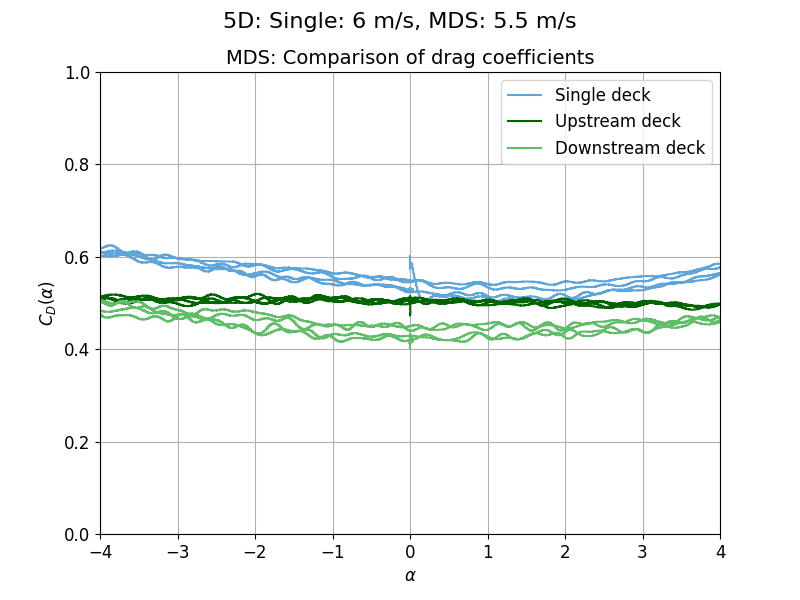 5D: Single: 6 m/s, MDS: 5.5 m/s
MDS: Comparison of drag coefficients
Single deck
Upstream deck
Downstream deck
1.0
0.8
0.6
0.4
0.2
0.0
C_D(α)
−4 −3 −2 −1 0 1 2 3 4
α